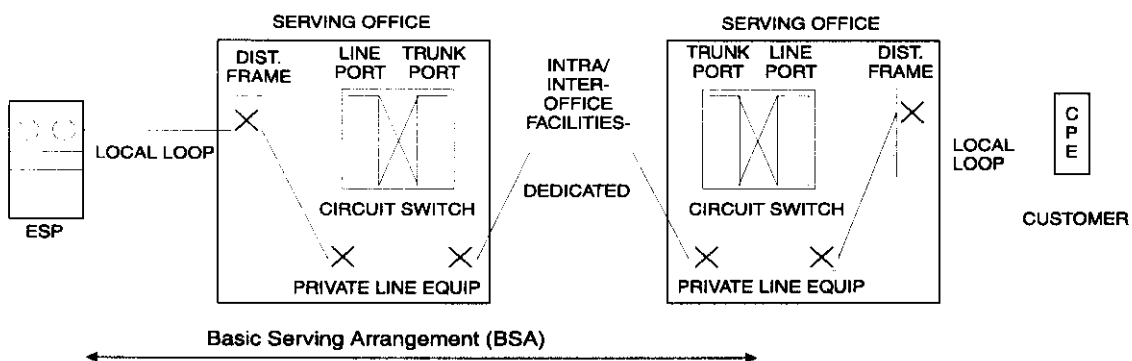 SERVING OFFICE
SERVING OFFICE
DIST.
FRAME
LINE
PORT
TRUNK
PORT
INTRA/
INTER-
OFFICE
FACILITIES-
DEDICATED
TRUNK
PORT
LINE
PORT
DIST.
FRAME
LOCAL LOOP
ESP
CIRCUIT SWITCH
PRIVATE LINE EQUIP
CIRCUIT SWITCH
PRIVATE LINE EQUIP
LOCAL
LOOP
C
P
E
CUSTOMER
Basic Serving Arrangement (BSA)